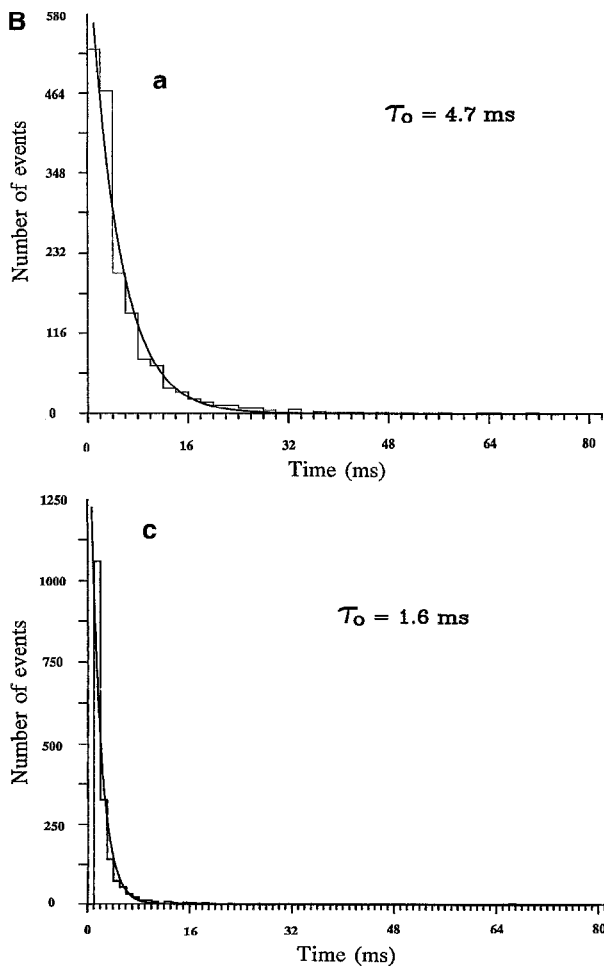 B
a
580
464
348
232
116
0
Number of events
τo = 4.7 ms
0 16 32 48 64 80
Time (ms)
c
1250
1000
750
500
250
0
Number of events
τo = 1.6 ms
0 16 32 48 64 80
Time (ms)